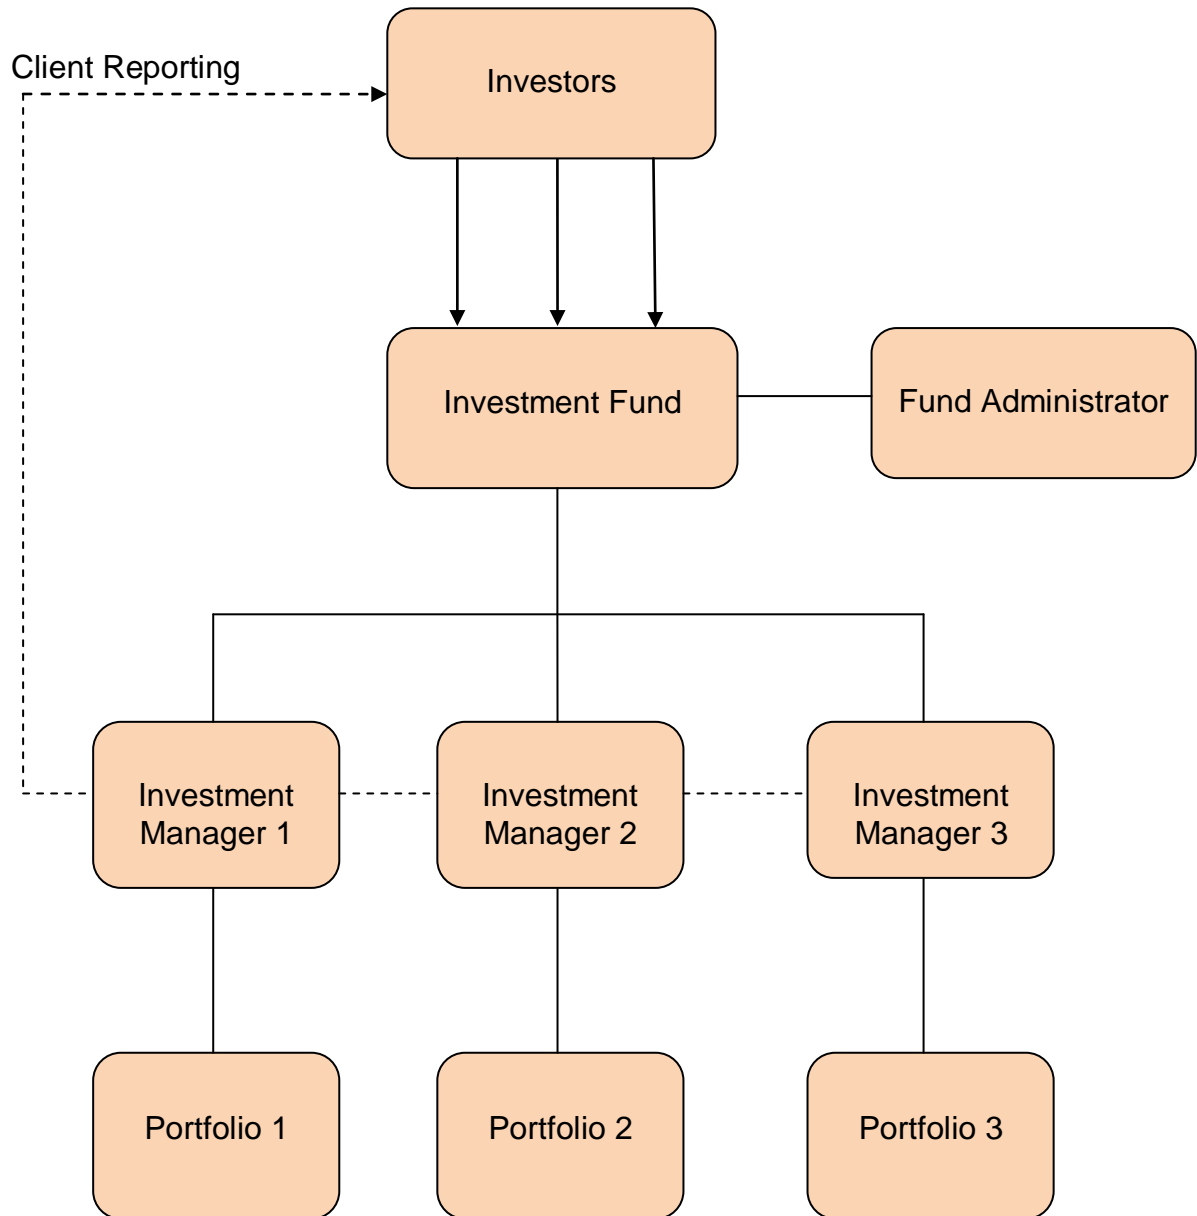 Client Reporting
Investors
Investment Fund
Fund Administrator
Investment
Manager 1
Investment
Manager 2
Investment
Manager 3
Portfolio 1
Portfolio 2
Portfolio 3